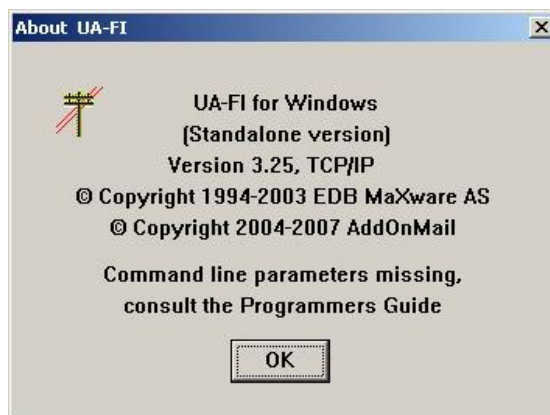 About UA-FI
UA-FI for Windows
(Standalone version)
Version 3.25, TCP/IP
© Copyright 1994-2003 EDB MaXware AS
© Copyright 2004-2007 AddOnMail
Command line parameters missing,
consult the Programmers Guide
OK